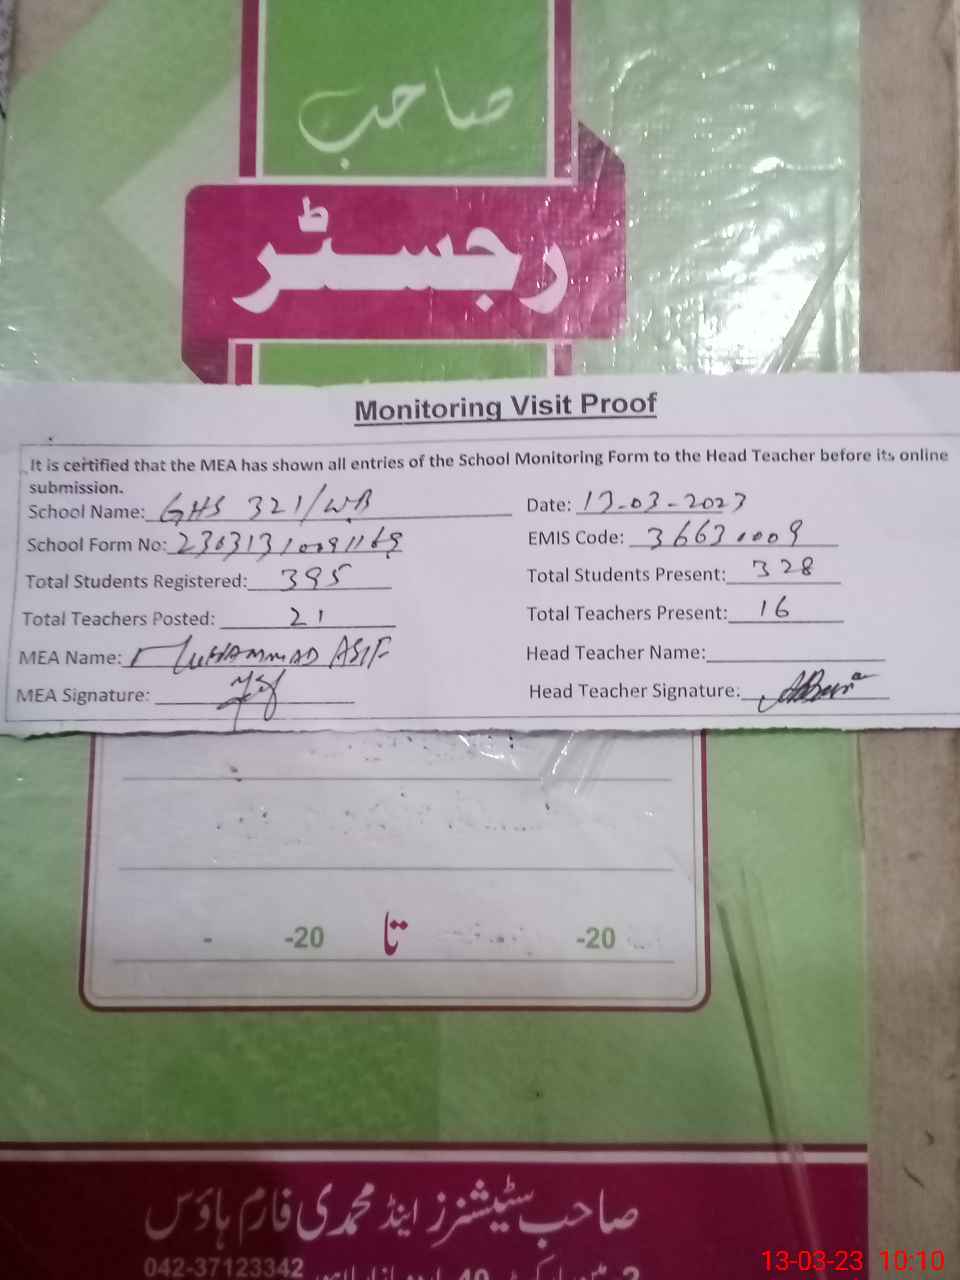 صاحب
رجسٹر
Monitoring Visit Proof
It is certified that the MEA has shown all entries of the School Monitoring Form to the Head Teacher before its online
submission.
School Name: GHS 321/WB Date: 13-03-2023
School Form No: 23031310091169 EMIS Code: 36631009
Total Students Registered: 395 Total Students Present: 328
Total Teachers Posted: 21 Total Teachers Present: 16
MEA Name: MUHAMMAD ASIF Head Teacher Name:
MEA Signature: Head Teacher Signature:
-20 تا -20
صاحب سٹیشنرز اینڈ محمدی فارم ہاؤس
042-37123342
13-03-23 10:10